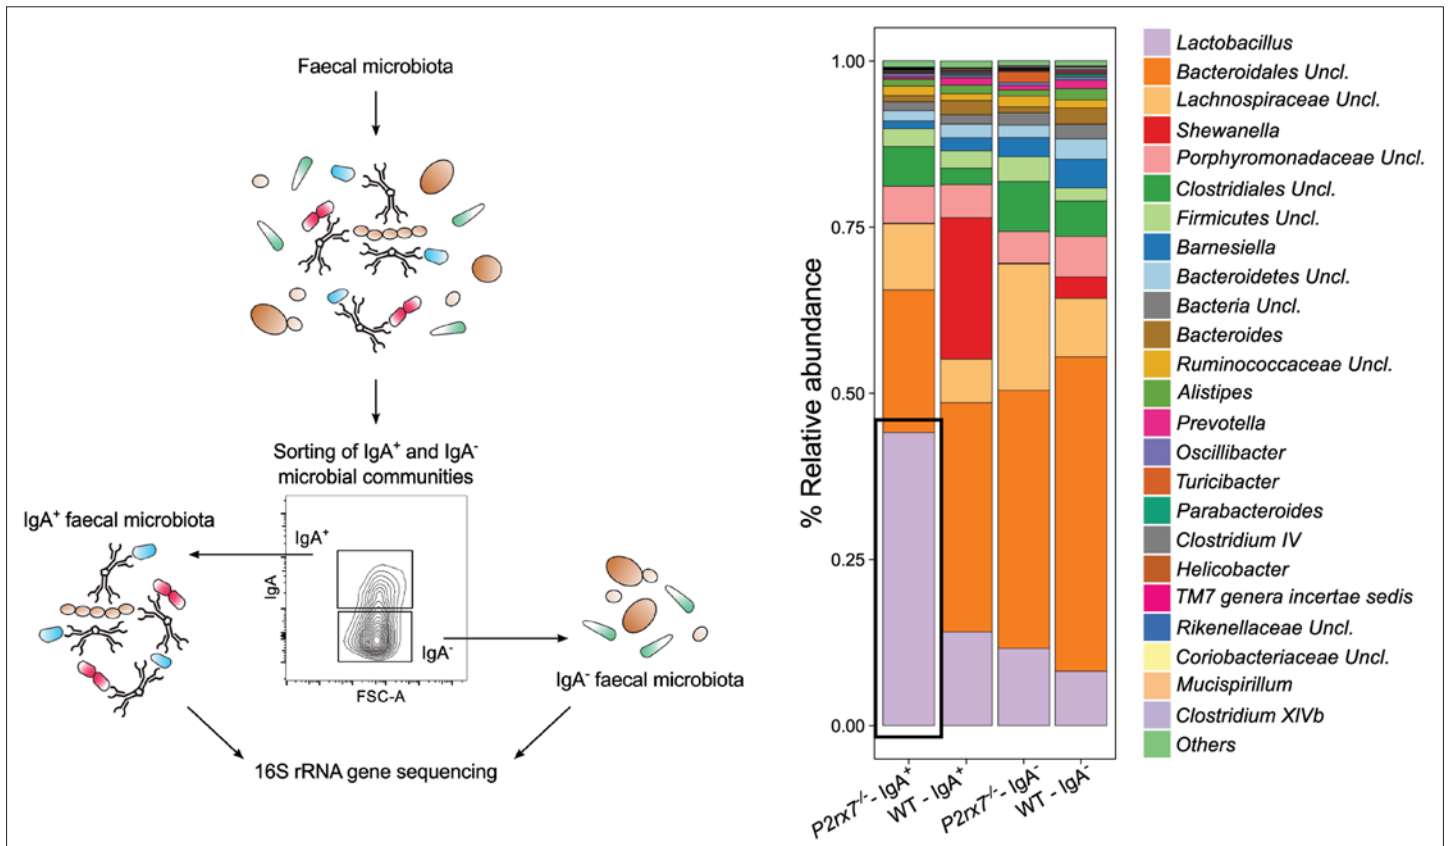 Faecal microbiota
Sorting of IgA⁺ and IgA⁻
microbial communities
IgA⁺ faecal microbiota
IgA⁺
IgA
IgA⁻
FSC-A
IgA⁻ faecal microbiota
16S rRNA gene sequencing
% Relative abundance
1.00
0.75
0.50
0.25
0.00
P2rx7⁻/⁻- IgA⁺
WT - IgA⁺
P2rx7⁻/⁻- IgA⁻
WT - IgA⁻
Lactobacillus
Bacteroidales Uncl.
Lachnospiraceae Uncl.
Shewanella
Porphyromonadaceae Uncl.
Clostridiales Uncl.
Firmicutes Uncl.
Barnesiella
Bacteroidetes Uncl.
Bacteria Uncl.
Bacteroides
Ruminococcaceae Uncl.
Alistipes
Prevotella
Oscillibacter
Turicibacter
Parabacteroides
Clostridium IV
Helicobacter
TM7 genera incertae sedis
Rikenellaceae Uncl.
Coriobacteriaceae Uncl.
Mucispirillum
Clostridium XIVb
Others